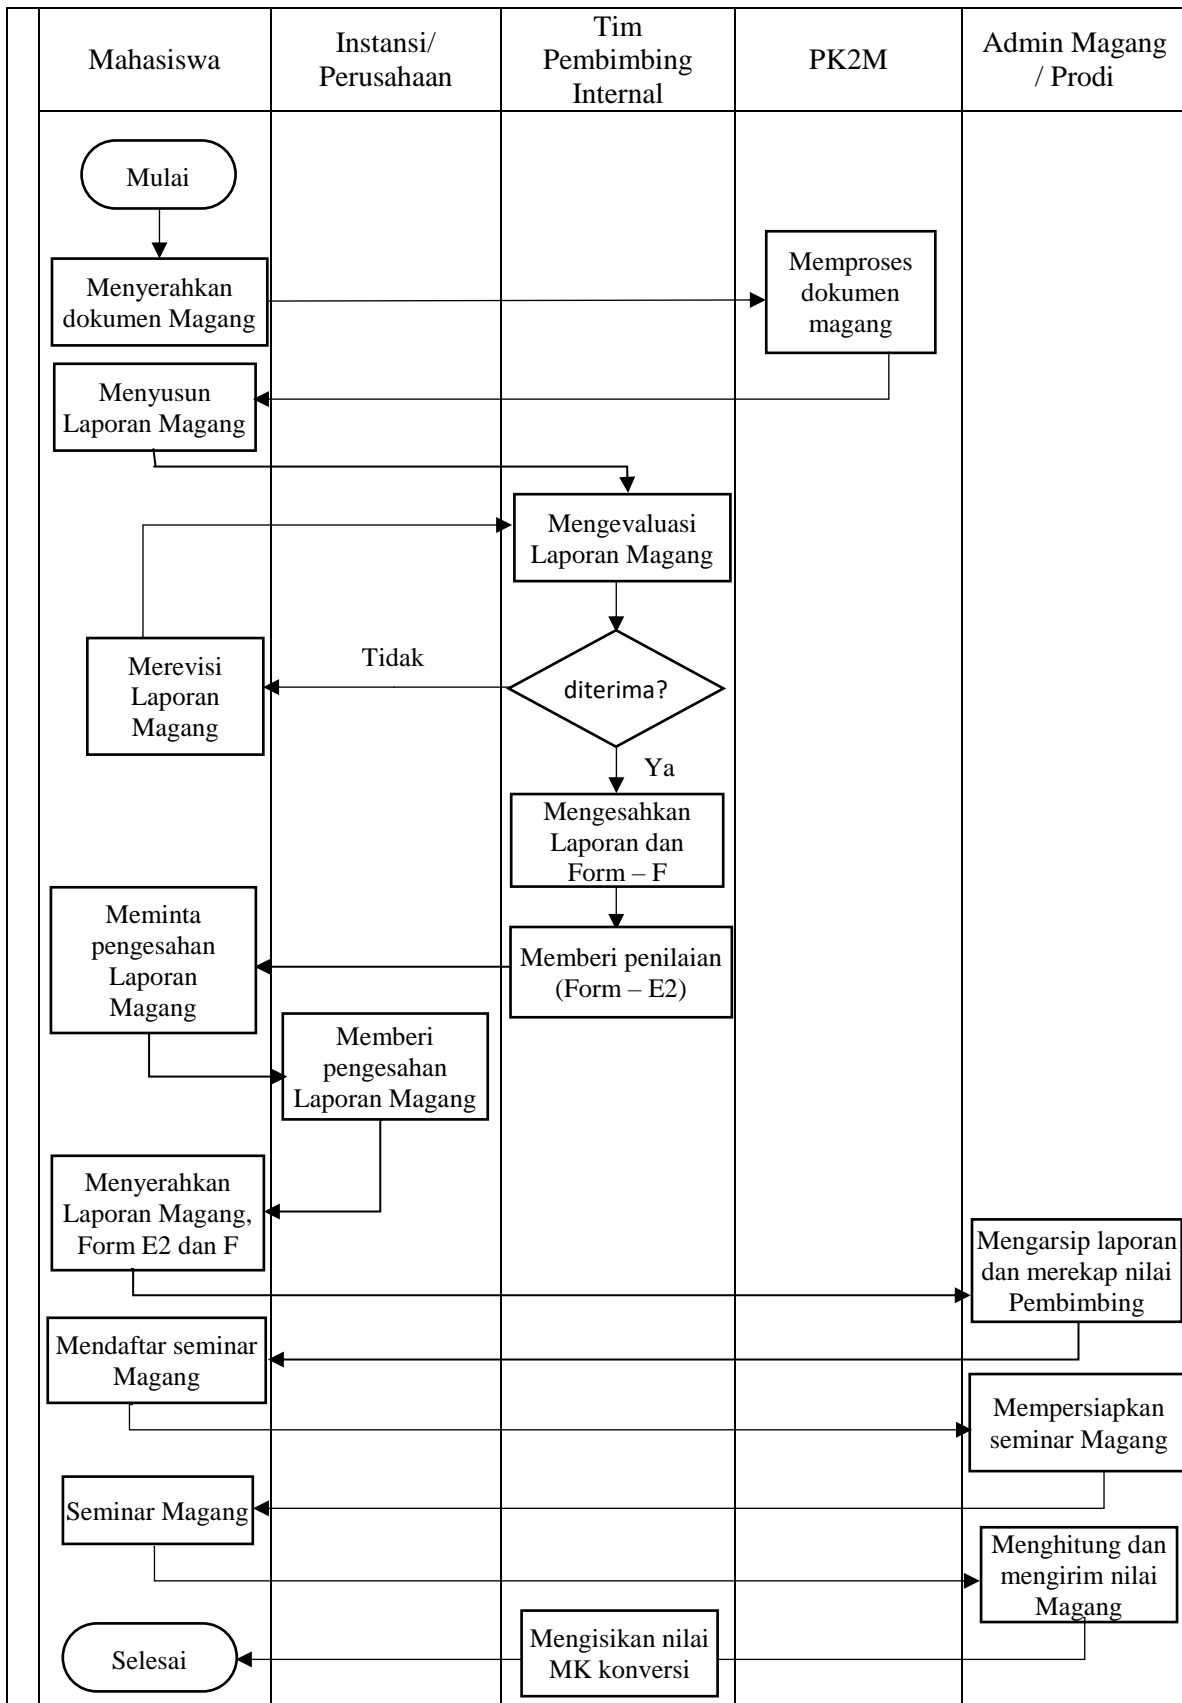 Mahasiswa
Instansi/
Perusahaan
Tim
Pembimbing
Internal
PK2M
Admin Magang
/ Prodi
Mulai
Menyerahkan
dokumen Magang
Memproses
dokumen
magang
Menyusun
Laporan Magang
Mengevaluasi
Laporan Magang
Merevisi
Laporan
Magang
Tidak
diterima?
Ya
Mengesahkan
Laporan dan
Form – F
Meminta
pengesahan
Laporan
Magang
Memberi penilaian
(Form – E2)
Memberi
pengesahan
Laporan Magang
Menyerahkan
Laporan Magang,
Form E2 dan F
Mengarsip laporan
dan merekap nilai
Pembimbing
Mendaftar seminar
Magang
Mempersiapkan
seminar Magang
Seminar Magang
Menghitung dan
mengirim nilai
Magang
Mengisikan nilai
MK konversi
Selesai